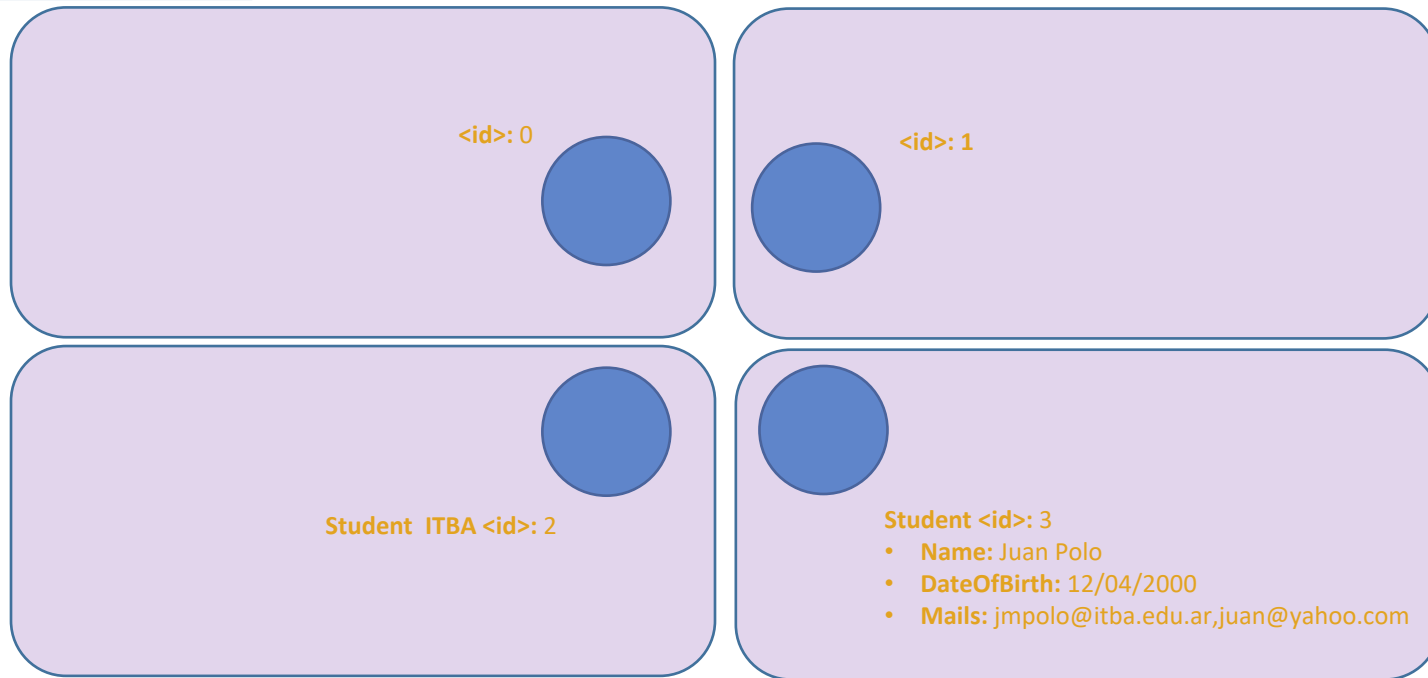 <id>: 0
<id>: 1
Student ITBA <id>: 2
Student <id>: 3
• Name: Juan Polo
• DateOfBirth: 12/04/2000
• Mails: jmpolo@itba.edu.ar,juan@yahoo.com